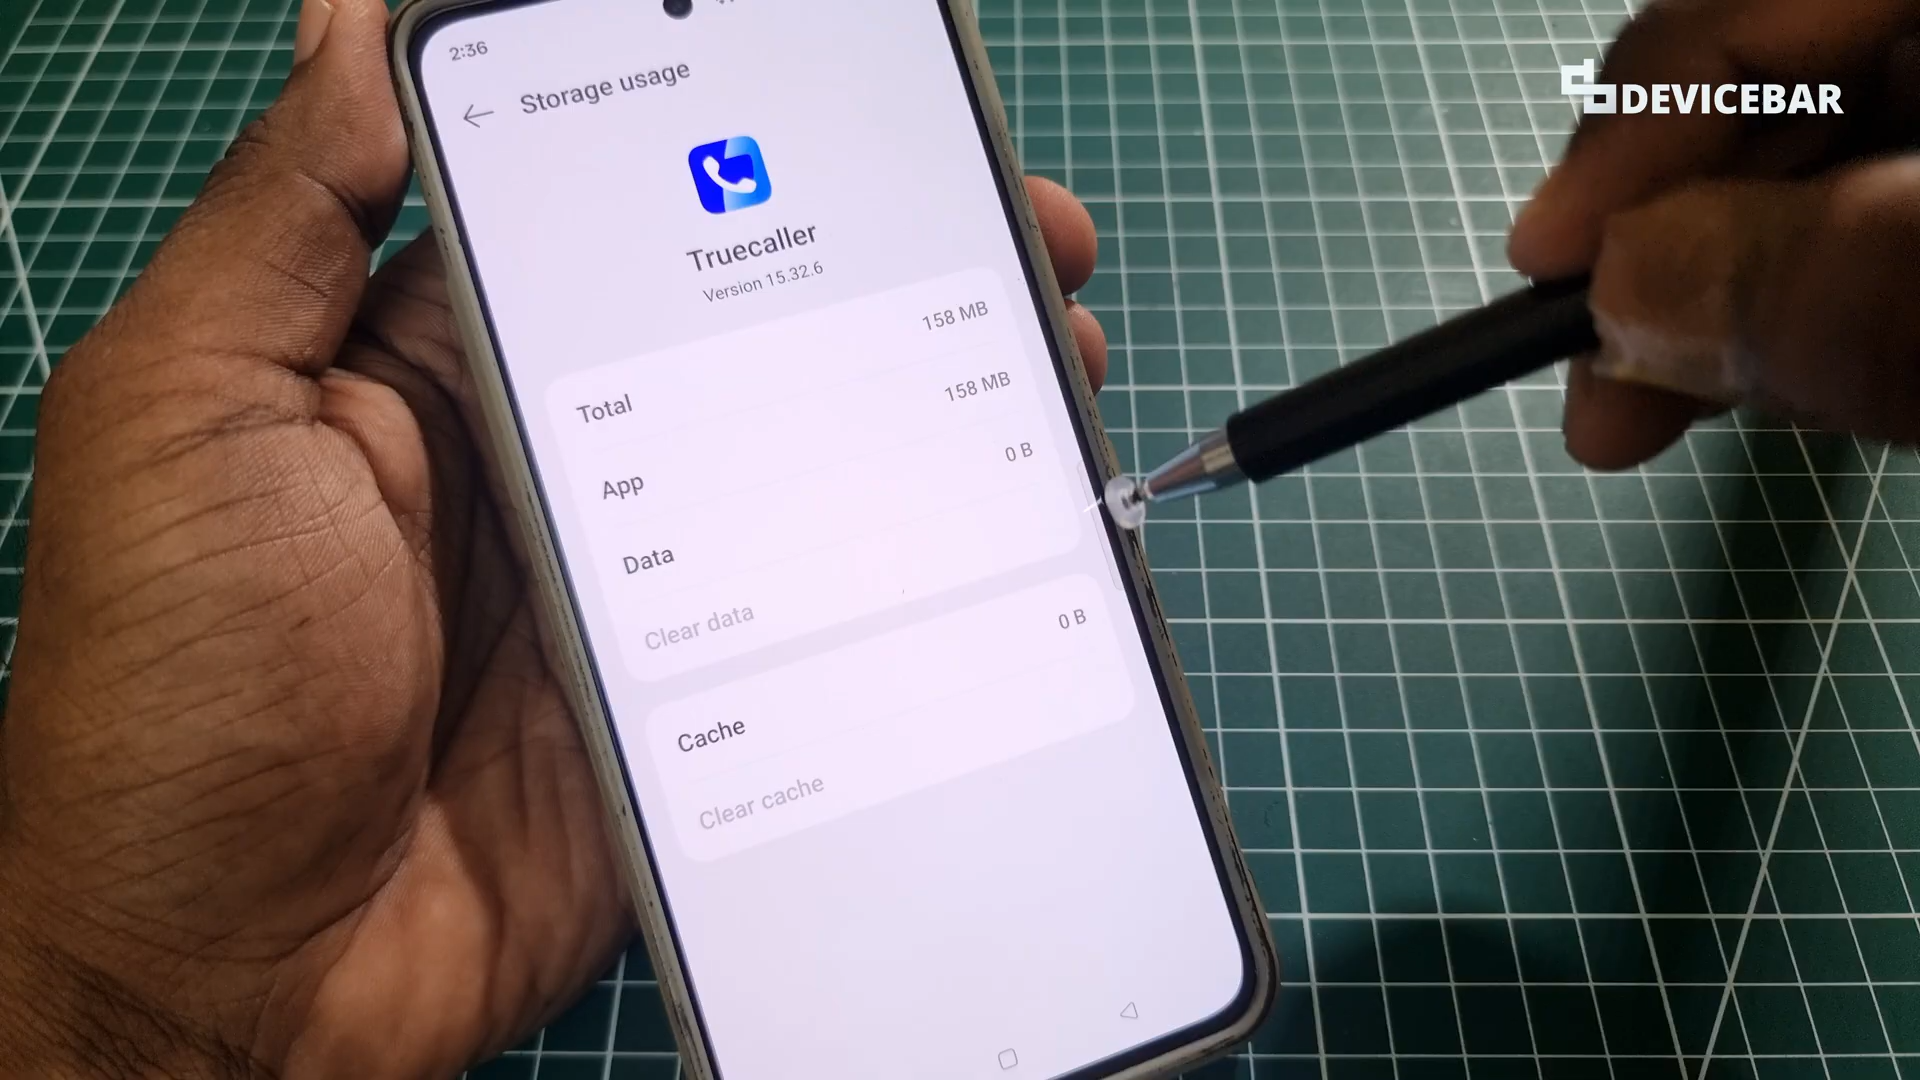 2:36
Storage usage
DEVICEBAR
Truecaller
Version 15.32.6
Total 158 MB
App 158 MB
Data 0 B
Clear data
Cache 0 B
Clear cache